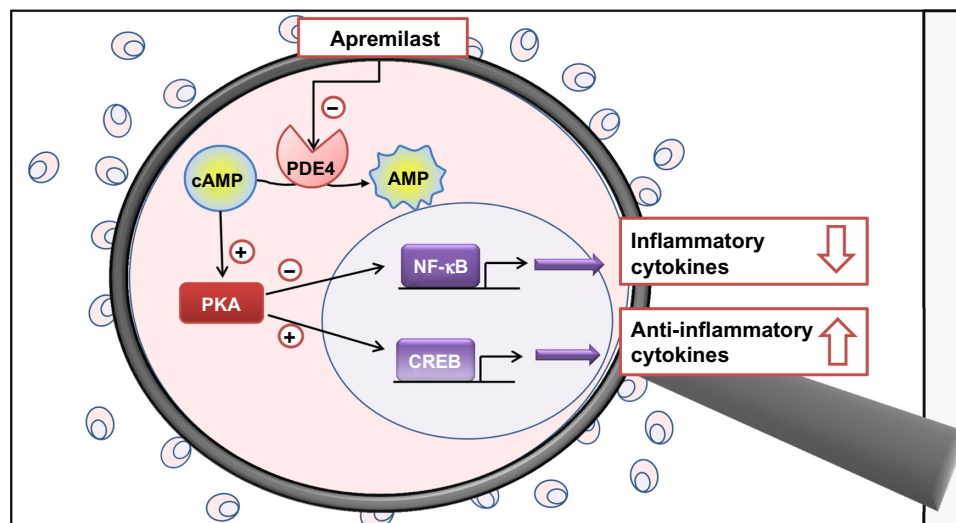 Apremilast
−
PDE4
cAMP
AMP
+
−
NF-κB
Inflammatory
cytokines
PKA
+
CREB
Anti-inflammatory
cytokines